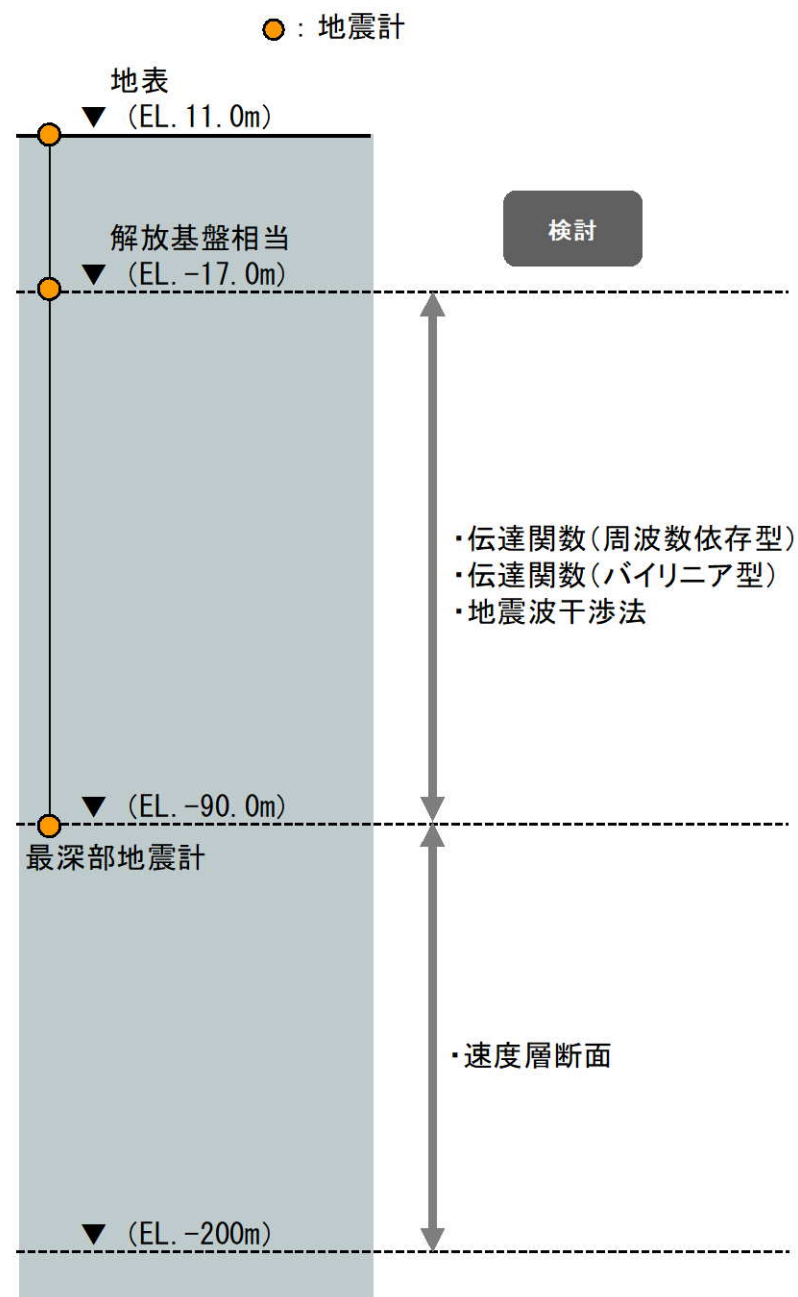 ：地震計
地表
▼ (EL.11.0m)
検討
解放基盤相当
▼ (EL.-17.0m)
・伝達関数（周波数依存型）
・伝達関数（バイリニア型）
・地震波干渉法
▼ (EL.-90.0m)
最深部地震計
・速度層断面
▼ (EL.-200m)